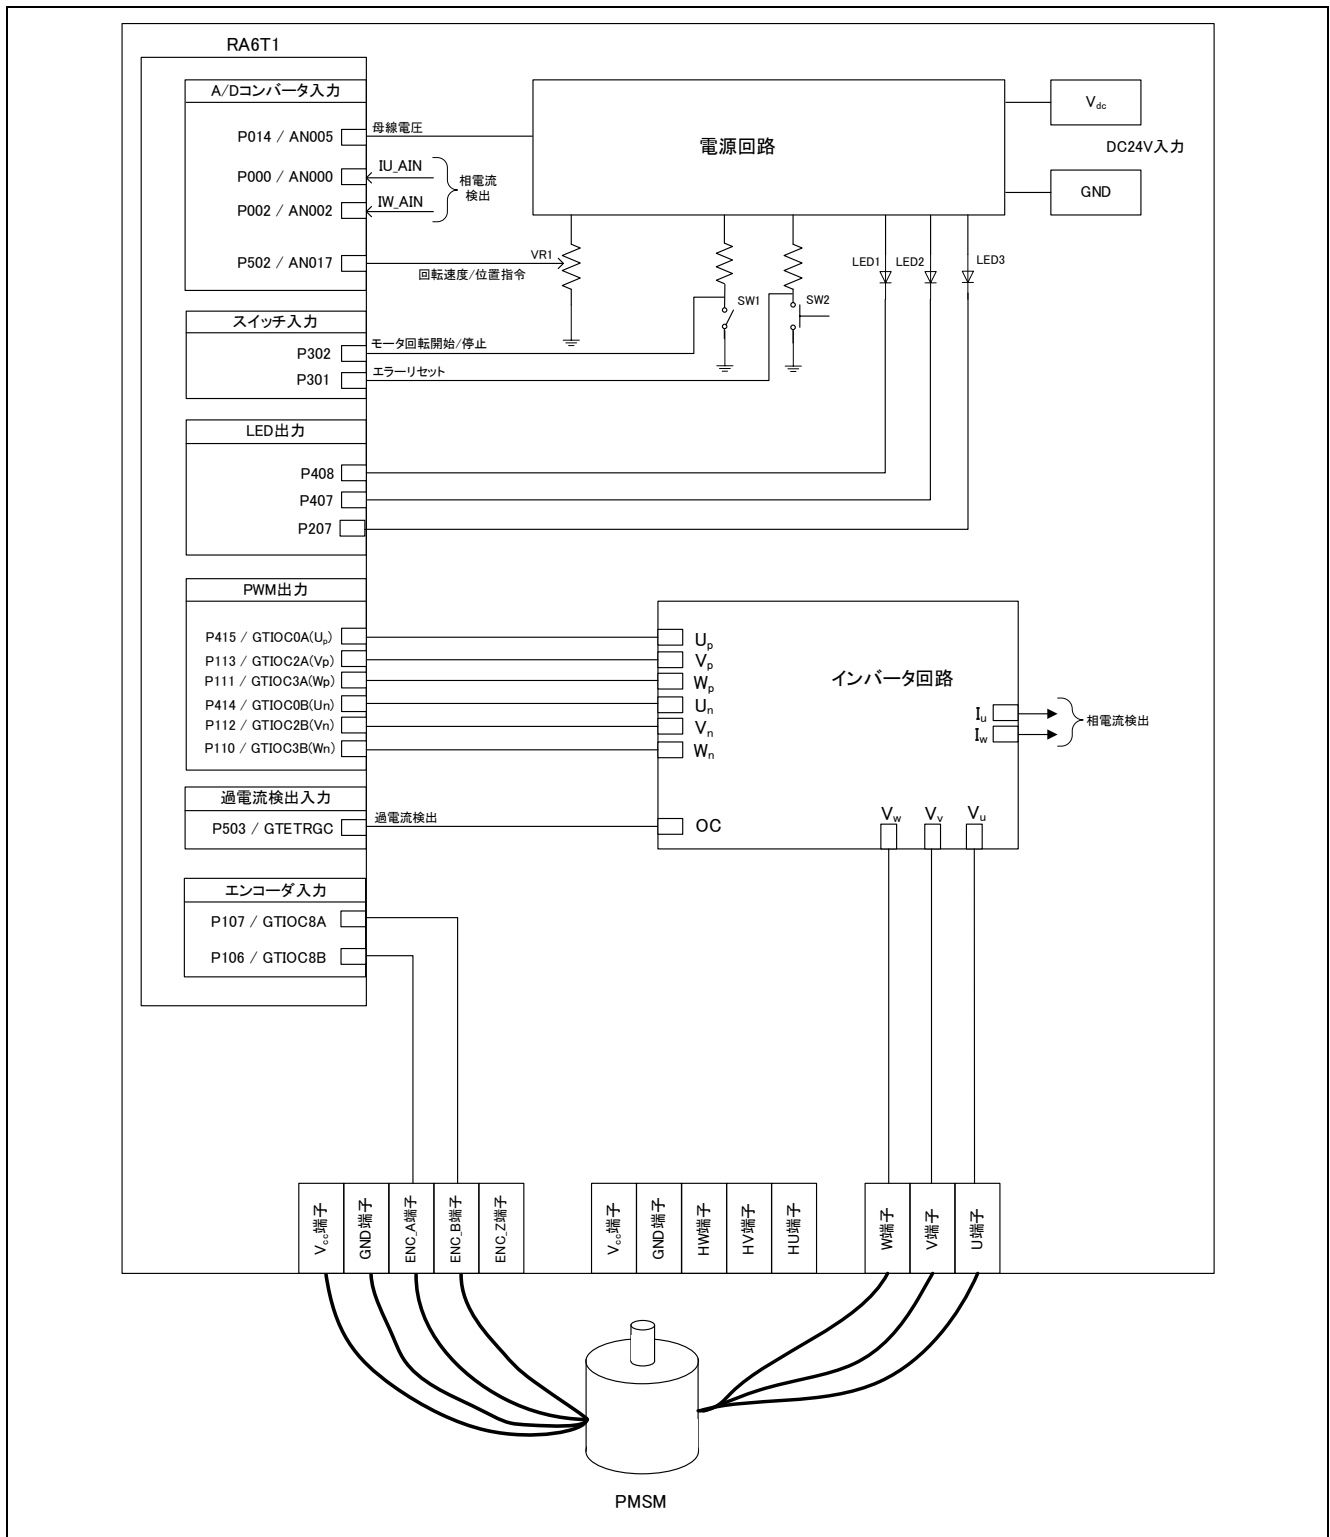 RA6T1
A/Dコンバータ入力
P014 / AN005
P000 / AN000
P002 / AN002
P502 / AN017
母線電圧
IU_AIN
IW_AIN
相電流
検出
VR1
回転速度/位置指令
電源回路
Vdc
DC24V入力
GND
SW1
SW2
LED1
LED2
LED3
スイッチ入力
P302
P301
モータ回転開始/停止
エラーリセット
LED出力
P408
P407
P207
PWM出力
P415 / GTIOC0A(Up)
P113 / GTIOC2A(Vp)
P111 / GTIOC3A(Wp)
P414 / GTIOC0B(Un)
P112 / GTIOC2B(Vn)
P110 / GTIOC3B(Wn)
Up
Vp
Wp
Un
Vn
Wn
インバータ回路
Iu
Iw
相電流検出
過電流検出入力
P503 / GTETRGC
過電流検出
OC
Vw
Vv
Vu
エンコーダ入力
P107 / GTIOC8A
P106 / GTIOC8B
Vcc端子
GND端子
ENC_A端子
ENC_B端子
ENC_Z端子
Vcc端子
GND端子
HW端子
HV端子
HU端子
W端子
V端子
U端子
PMSM